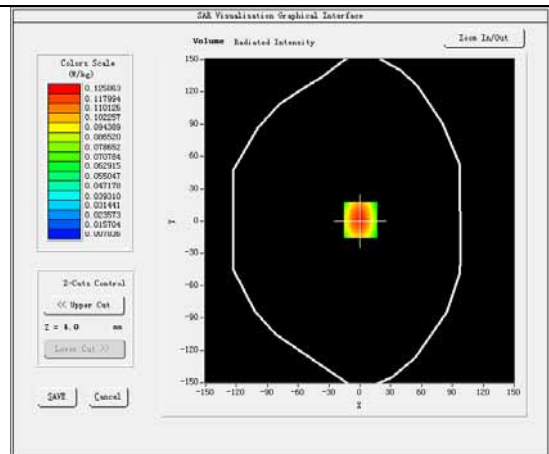 SAR Visualisation Graphical Interface
Volume Radiated Intensity
Zoom In/Out
Colors Scale
(W/kg)
0.125863
0.117994
0.110126
0.102257
0.094389
0.086520
0.078652
0.070784
0.062915
0.055047
0.047178
0.039310
0.031441
0.023573
0.015704
0.007836
Z-Cuts Control
<< Upper Cut
Z = 4.0 mm
Lower Cut >>
SAVE Cancel
150
120
90
60
30
0
-30
-60
-90
-120
-150
Y
-150 -120 -90 -60 -30 0 30 60 90 120 150
X